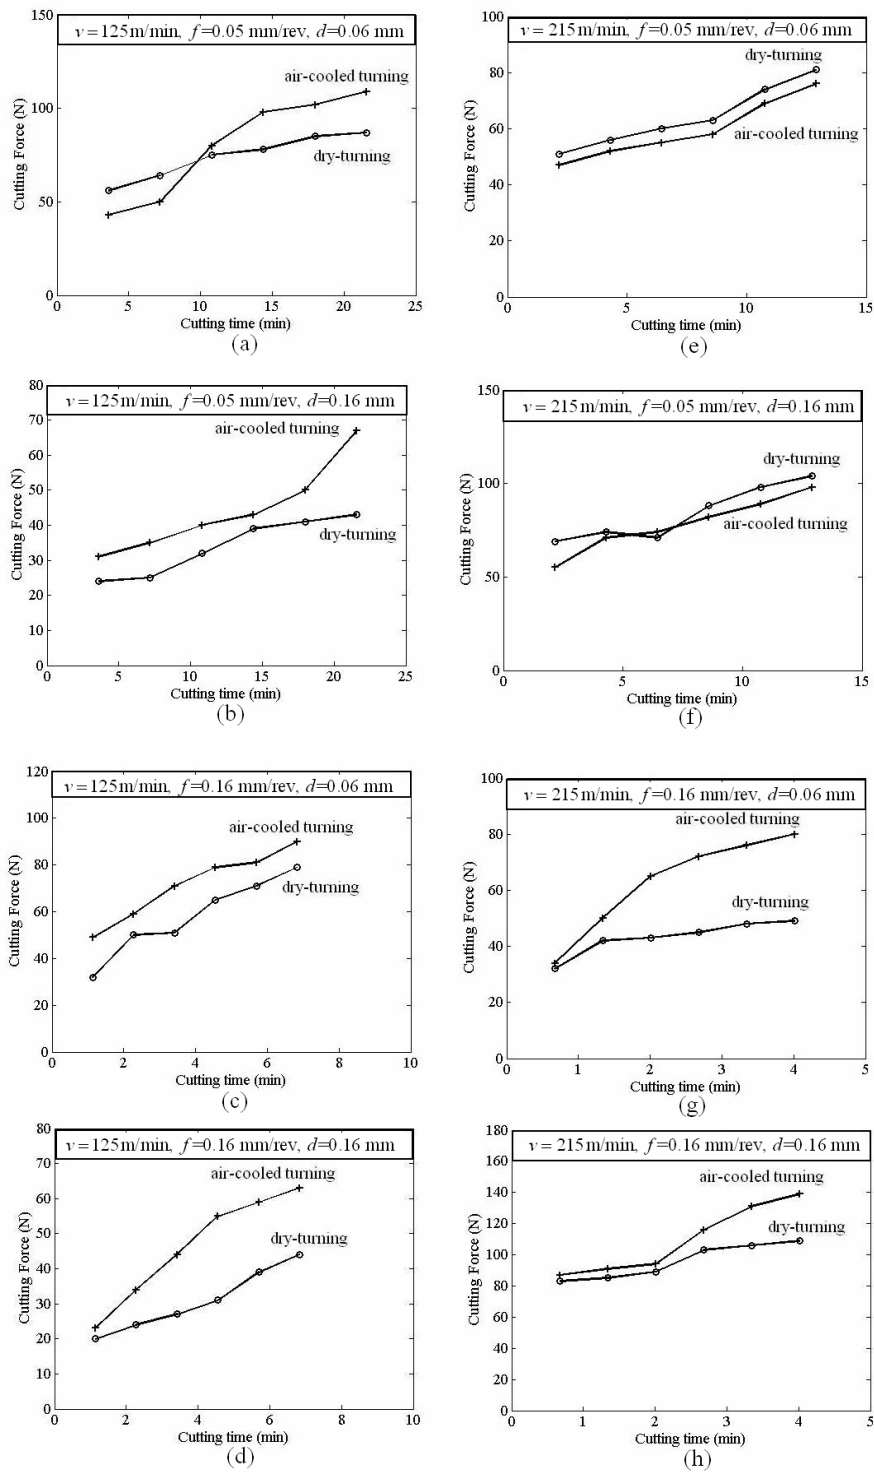 v = 125m/min, f=0.05 mm/rev, d=0.06 mm
air-cooled turning
dry-turning
Cutting Force (N)
150
100
50
0
0 5 10 15 20 25
Cutting time (min)
(a)
v = 215m/min, f=0.05 mm/rev, d=0.06 mm
dry-turning
air-cooled turning
Cutting Force (N)
100
80
60
40
20
0
0 5 10 15
Cutting time (min)
(e)
v = 125m/min, f=0.05 mm/rev, d=0.16 mm
air-cooled turning
dry-turning
Cutting Force (N)
80
70
60
50
40
30
20
10
0
0 5 10 15 20 25
Cutting time (min)
(b)
v = 215m/min, f=0.05 mm/rev, d=0.16 mm
dry-turning
air-cooled turning
Cutting Force (N)
150
100
50
0
0 5 10 15
Cutting time (min)
(f)
v = 125m/min, f=0.16 mm/rev, d=0.06 mm
air-cooled turning
dry-turning
Cutting Force (N)
120
100
80
60
40
20
0
0 2 4 6 8 10
Cutting time (min)
(c)
v = 215m/min, f=0.16 mm/rev, d=0.06 mm
air-cooled turning
dry-turning
Cutting Force (N)
100
80
60
40
20
0
0 1 2 3 4 5
Cutting time (min)
(g)
v = 125m/min, f=0.16 mm/rev, d=0.16 mm
air-cooled turning
dry-turning
Cutting Force (N)
80
70
60
50
40
30
20
10
0
0 2 4 6 8 10
Cutting time (min)
(d)
v = 215m/min, f=0.16 mm/rev, d=0.16 mm
air-cooled turning
dry-turning
Cutting Force (N)
180
160
140
120
100
80
60
40
20
0
0 1 2 3 4 5
Cutting time (min)
(h)